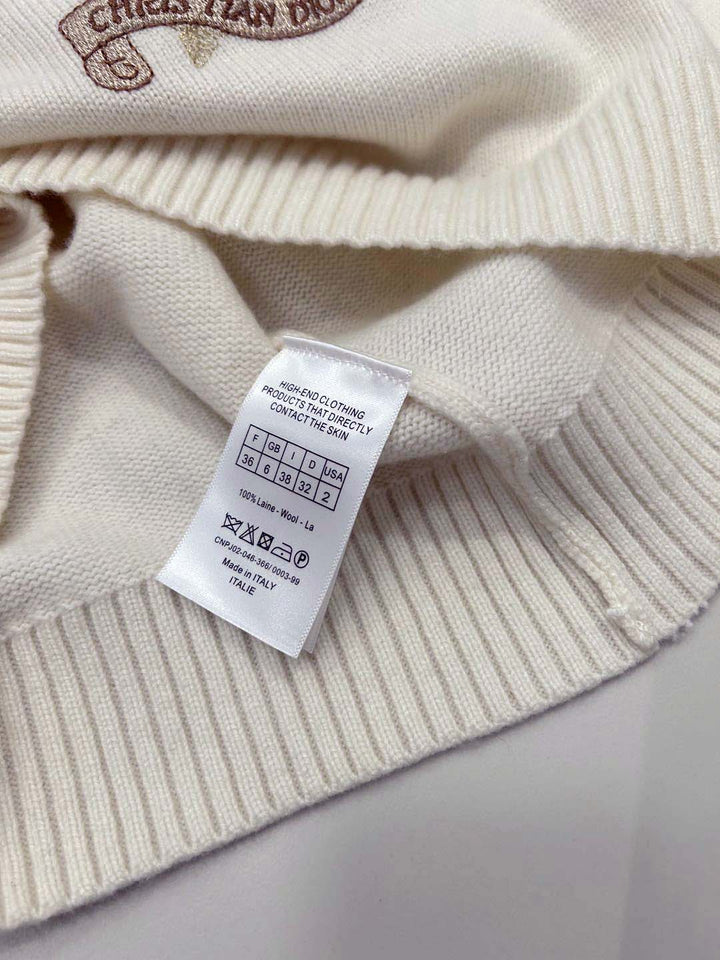 CHRISTIAN DIOR
HIGH-END CLOTHING
PRODUCTS THAT DIRECTLY
CONTACT THE SKIN
F GB I D USA
36 6 38 32 2
100% Laine - Wool - La
P
CNPJ02-046-366/0003-99
Made in ITALY
ITALIE